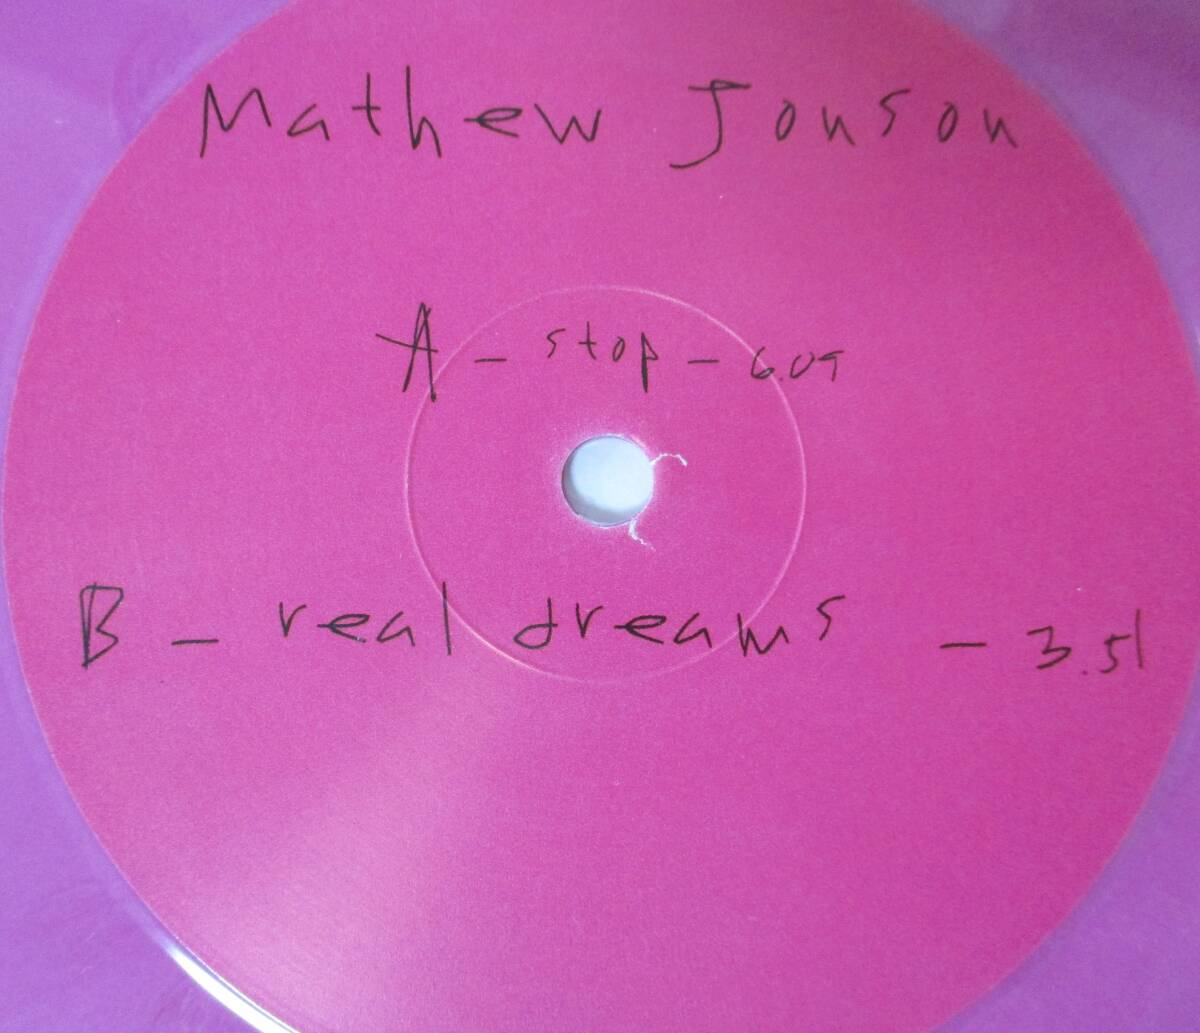 Mathew Jonson
A - stop - 6.09
B - real dreams - 3.51